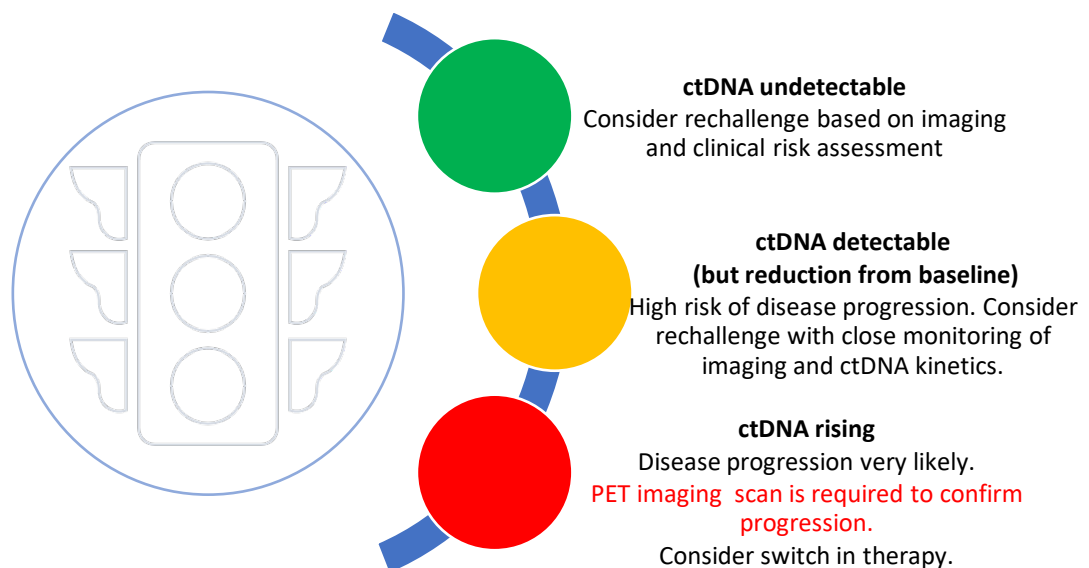 ctDNA undetectable
Consider rechallenge based on imaging
and clinical risk assessment
ctDNA detectable
(but reduction from baseline)
High risk of disease progression. Consider
rechallenge with close monitoring of
imaging and ctDNA kinetics.
ctDNA rising
Disease progression very likely.
PET imaging  scan is required to confirm
progression.
Consider switch in therapy.